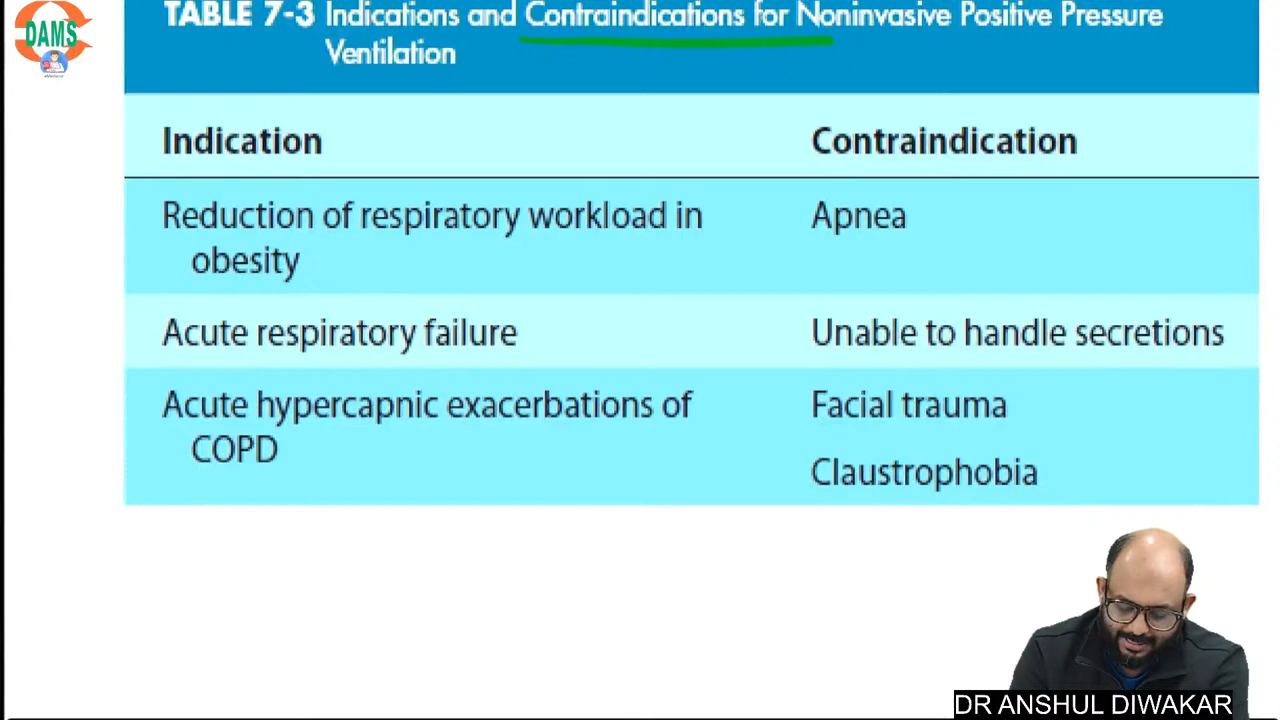 DAMS
TABLE 7-3 Indications and Contraindications for Noninvasive Positive Pressure
Ventilation
Indication
Contraindication
Reduction of respiratory workload in
obesity
Apnea
Acute respiratory failure
Unable to handle secretions
Acute hypercapnic exacerbations of
COPD
Facial trauma
Claustrophobia
DR ANSHUL DIWAKAR